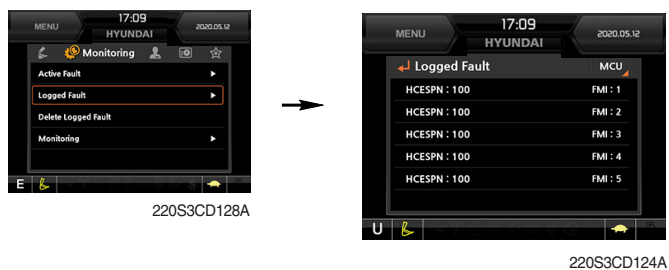 MENU
17:09
HYUNDAI
2020.05.12
Monitoring
Active Fault
Logged Fault
Delete Logged Fault
Monitoring
E
220S3CD128A
MENU
17:09
HYUNDAI
2020.05.12
Logged Fault MCU
HCESPN : 100 FMI : 1
HCESPN : 100 FMI : 2
HCESPN : 100 FMI : 3
HCESPN : 100 FMI : 4
HCESPN : 100 FMI : 5
U
220S3CD124A